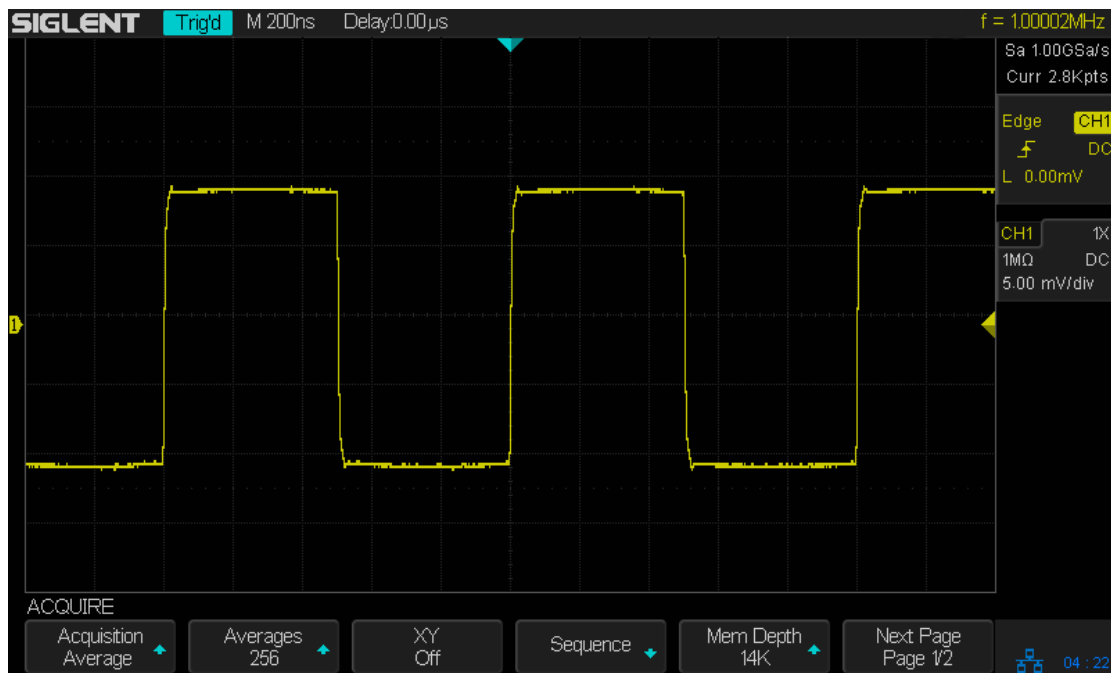 SIGLENT Trig'd M 200ns Delay:0.00µs f = 1.00002MHz
Sa 1.00GSa/s
Curr 2.8Kpts
Edge CH1
DC
L 0.00mV
CH1 1X
1MΩ DC
5.00 mV/div
1
ACQUIRE
Acquisition Averages XY Sequence Mem Depth Next Page
Average 256 Off 14K Page 1/2
04 : 22